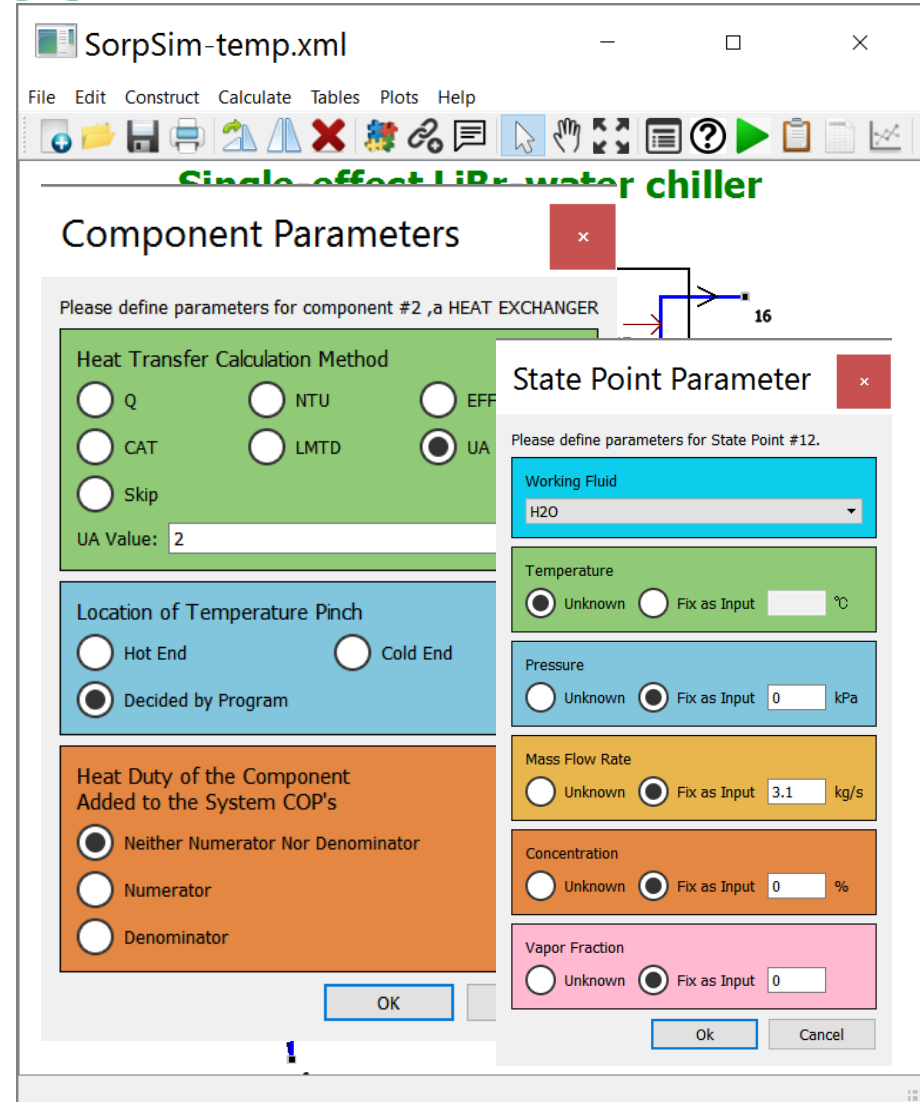 SorpSim-temp.xml
File Edit Construct Calculate Tables Plots Help
Single-effect LiBr-water chiller
Component Parameters
Please define parameters for component #2 ,a HEAT EXCHANGER
Heat Transfer Calculation Method
Q NTU EFF
CAT LMTD UA
Skip
UA Value: 2
Location of Temperature Pinch
Hot End Cold End
Decided by Program
Heat Duty of the Component
Added to the System COP's
Neither Numerator Nor Denominator
Numerator
Denominator
OK
16
State Point Parameter
Please define parameters for State Point #12.
Working Fluid
H2O
Temperature
Unknown Fix as Input °C
Pressure
Unknown Fix as Input 0 kPa
Mass Flow Rate
Unknown Fix as Input 3.1 kg/s
Concentration
Unknown Fix as Input 0 %
Vapor Fraction
Unknown Fix as Input 0
Ok Cancel